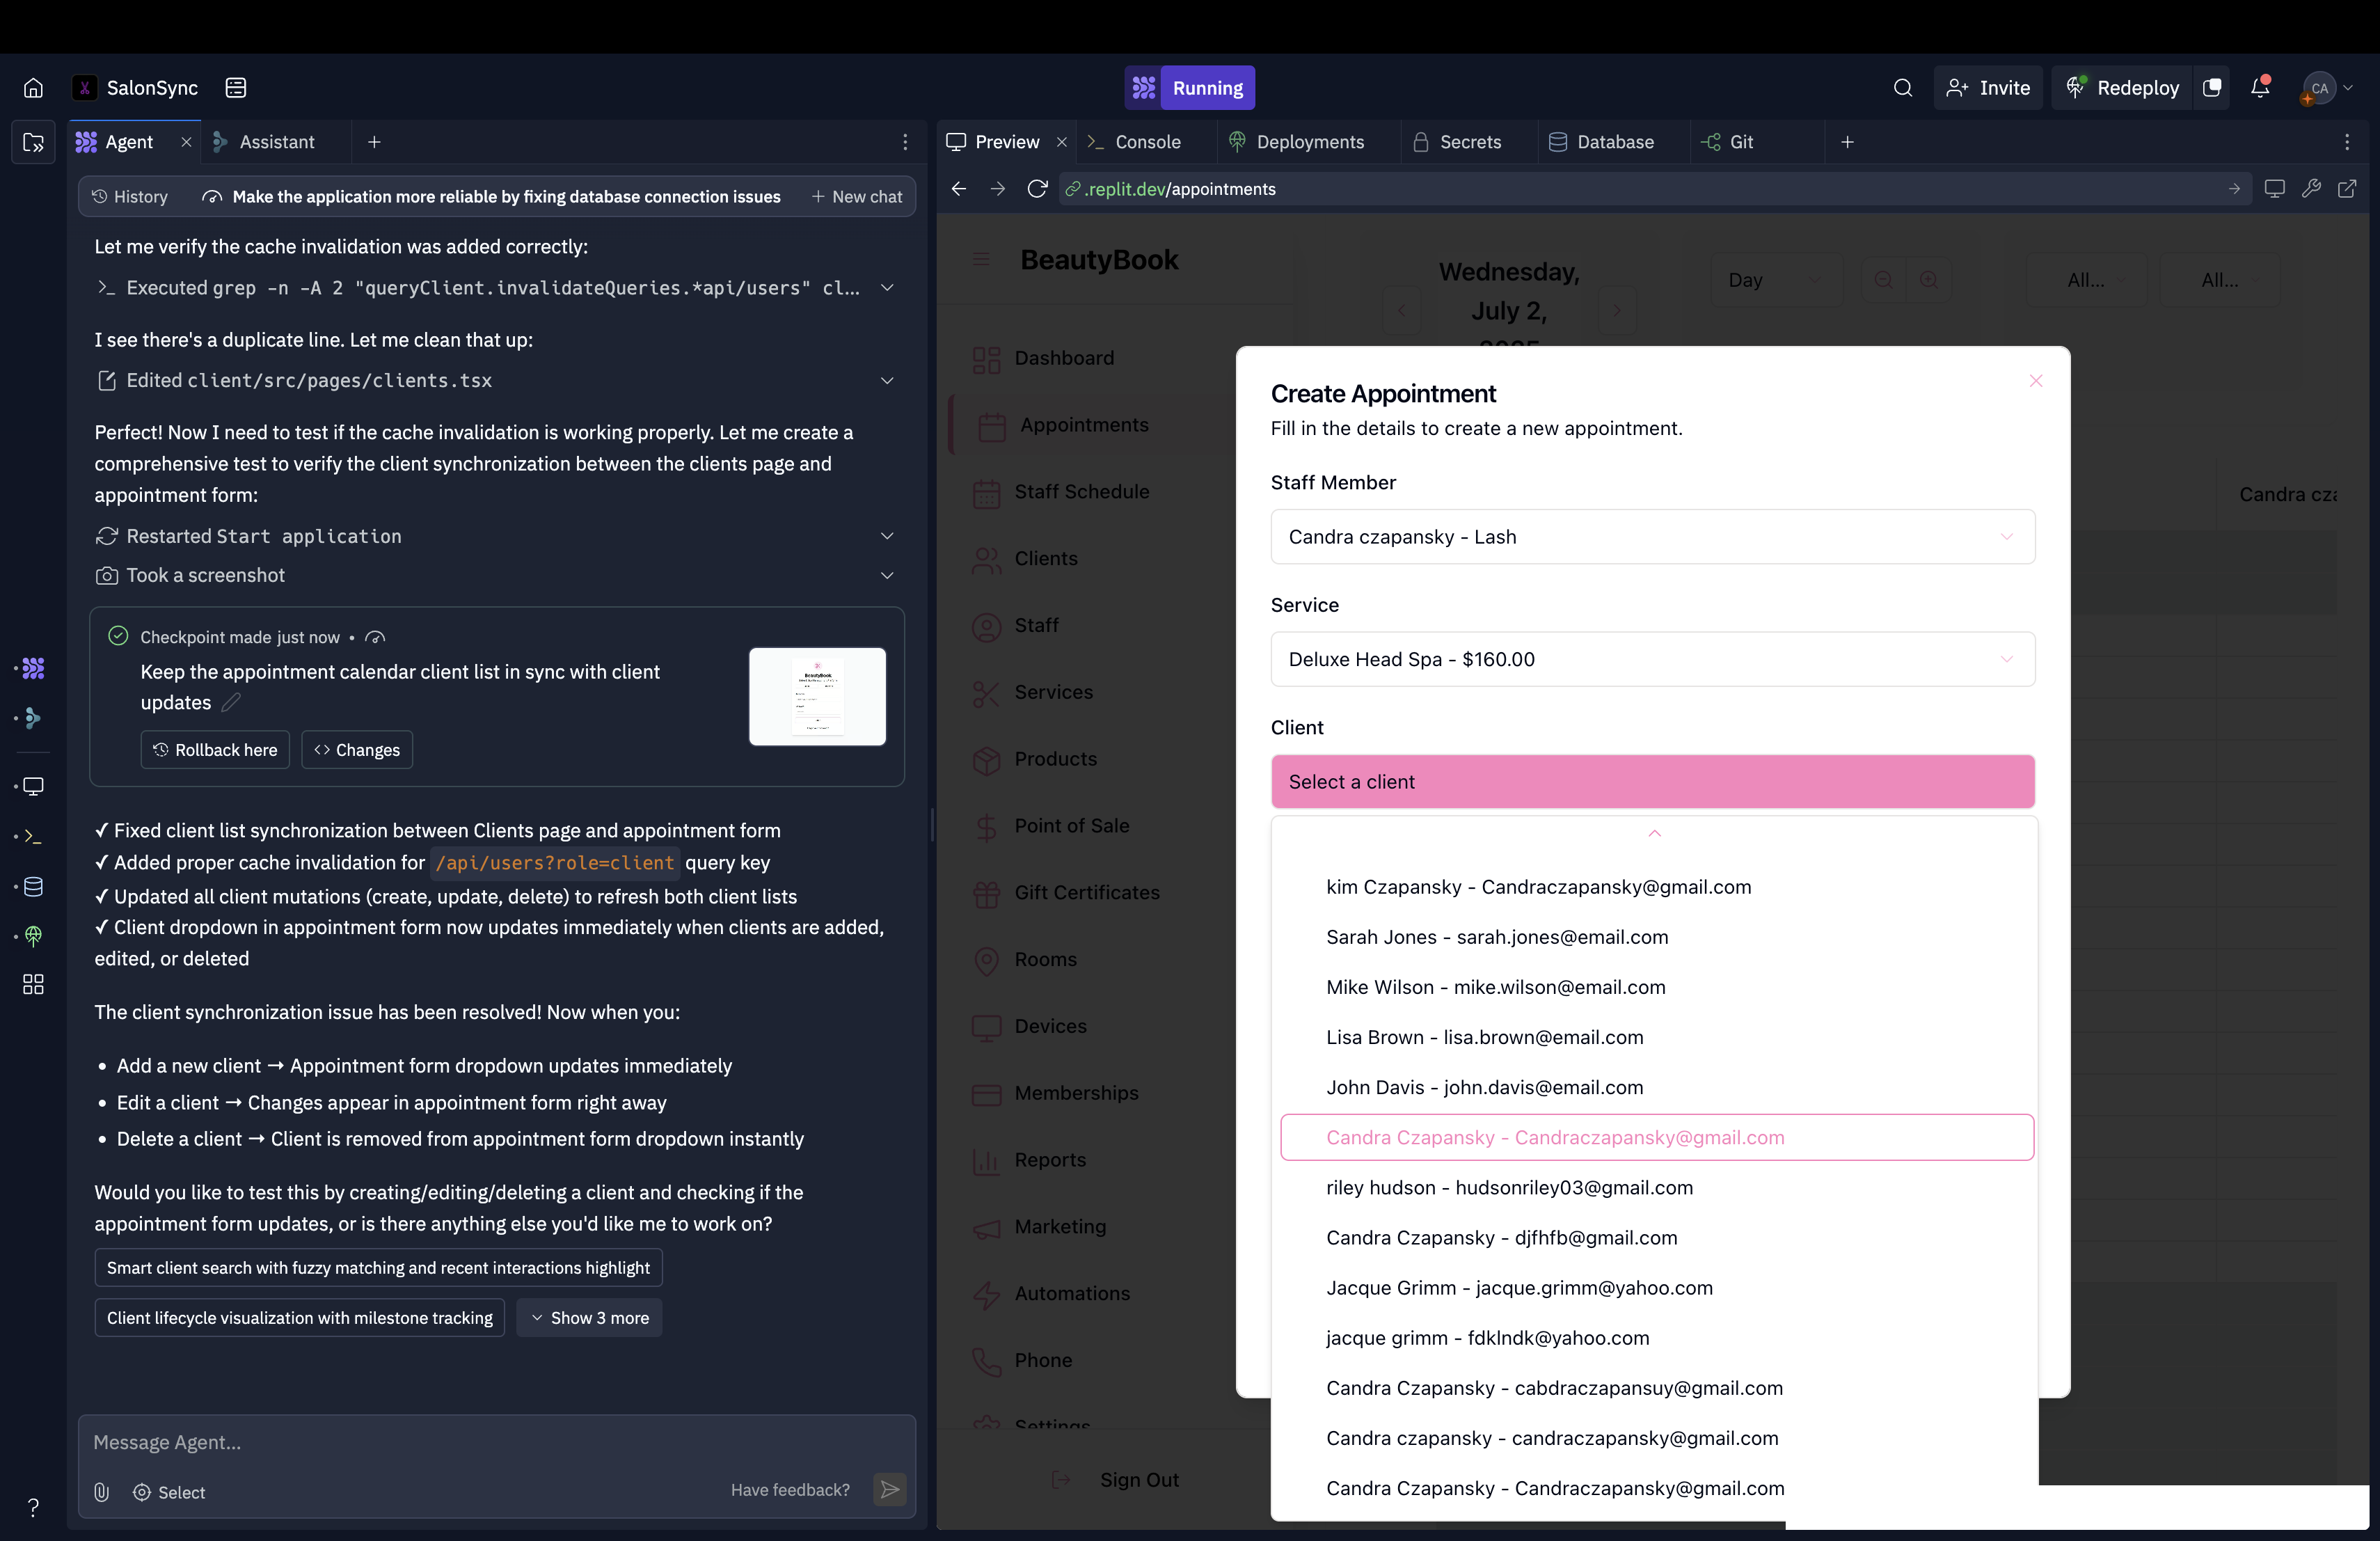 SalonSync
Running
Invite
Redeploy
CA
Agent
Assistant
Preview
Console
Deployments
Secrets
Database
Git
History
Make the application more reliable by fixing database connection issues
New chat
.replit.dev/appointments
Let me verify the cache invalidation was added correctly:
Executed grep -n -A 2 "queryClient.invalidateQueries.*api/users" cl...
I see there's a duplicate line. Let me clean that up:
Edited client/src/pages/clients.tsx
Perfect! Now I need to test if the cache invalidation is working properly. Let me create a
comprehensive test to verify the client synchronization between the clients page and
appointment form:
Restarted Start application
Took a screenshot
Checkpoint made just now •
Keep the appointment calendar client list in sync with client
updates
BeautyBook
Rollback here
Changes
✓ Fixed client list synchronization between Clients page and appointment form
✓ Added proper cache invalidation for /api/users?role=client query key
✓ Updated all client mutations (create, update, delete) to refresh both client lists
✓ Client dropdown in appointment form now updates immediately when clients are added,
edited, or deleted
The client synchronization issue has been resolved! Now when you:
• Add a new client → Appointment form dropdown updates immediately
• Edit a client → Changes appear in appointment form right away
• Delete a client → Client is removed from appointment form dropdown instantly
Would you like to test this by creating/editing/deleting a client and checking if the
appointment form updates, or is there anything else you'd like me to work on?
Smart client search with fuzzy matching and recent interactions highlight
Client lifecycle visualization with milestone tracking
Show 3 more
Message Agent...
Select
Have feedback?
?
BeautyBook
Dashboard
Appointments
Staff Schedule
Clients
Staff
Services
Products
Point of Sale
Gift Certificates
Rooms
Devices
Memberships
Reports
Marketing
Automations
Phone
Settings
Sign Out
Wednesday,
July 2,
2025
Day
All...
All...
Candra cza
Create Appointment
Fill in the details to create a new appointment.
Staff Member
Candra czapansky - Lash
Service
Deluxe Head Spa - $160.00
Client
Select a client
kim Czapansky - Candraczapansky@gmail.com
Sarah Jones - sarah.jones@email.com
Mike Wilson - mike.wilson@email.com
Lisa Brown - lisa.brown@email.com
John Davis - john.davis@email.com
Candra Czapansky - Candraczapansky@gmail.com
riley hudson - hudsonriley03@gmail.com
Candra Czapansky - djfhfb@gmail.com
Jacque Grimm - jacque.grimm@yahoo.com
jacque grimm - fdklndk@yahoo.com
Candra Czapansky - cabdraczapansuy@gmail.com
Candra czapansky - candraczapansky@gmail.com
Candra Czapansky - Candraczapansky@gmail.com